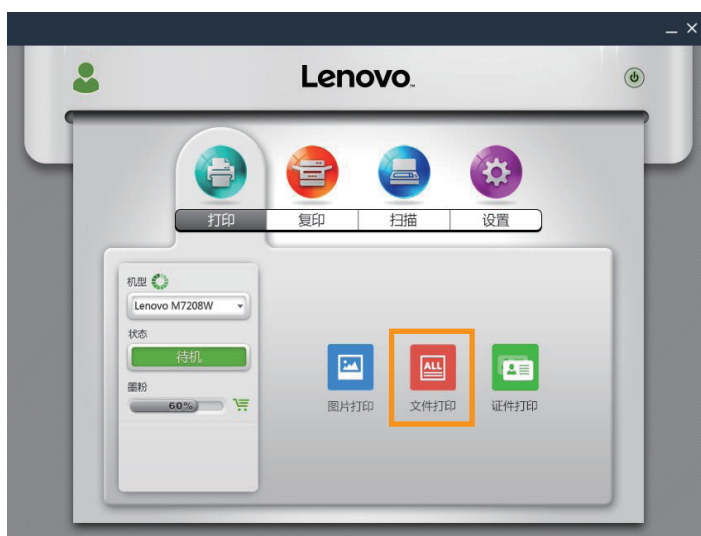 Lenovo
打印 复印 扫描 设置
机型
Lenovo M7208W
状态
待机
墨粉
60%
ALL
图片打印 文件打印 证件打印